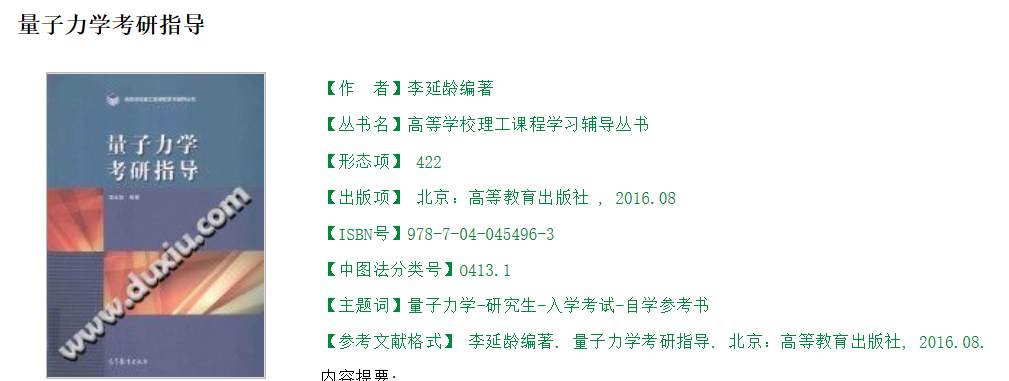 量子力学考研指导
高等学校理工课程学习辅导丛书
量子力学
考研指导
李延龄 编著
www.duxiu.com
高等教育出版社
【作　者】李延龄编著
【丛书名】高等学校理工课程学习辅导丛书
【形态项】 422
【出版项】 北京：高等教育出版社 , 2016.08
【ISBN号】978-7-04-045496-3
【中图法分类号】O413.1
【主题词】量子力学-研究生-入学考试-自学参考书
【参考文献格式】 李延龄编著. 量子力学考研指导. 北京：高等教育出版社, 2016.08.
内容提要: